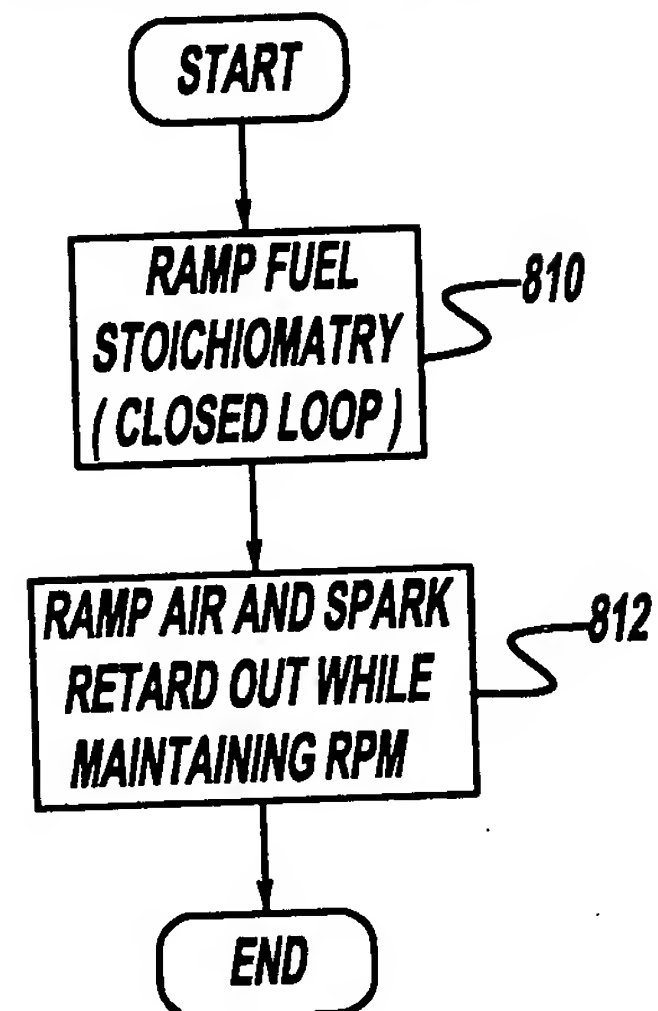 START
RAMP FUEL
STOICHIOMATRY
( CLOSED LOOP )
810
RAMP AIR AND SPARK
RETARD OUT WHILE
MAINTAINING RPM
812
END